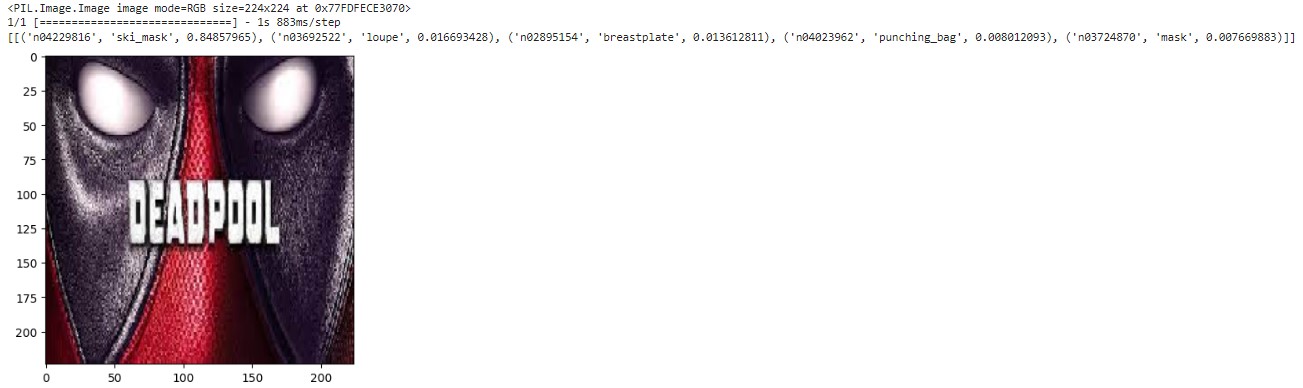 <PIL.Image.Image image mode=RGB size=224x224 at 0x77FDFECE3070>
1/1 [==============================] - 1s 883ms/step
[[('n04229816', 'ski_mask', 0.84857965), ('n03692522', 'loupe', 0.016693428), ('n02895154', 'breastplate', 0.013612811), ('n04023962', 'punching_bag', 0.008012093), ('n03724870', 'mask', 0.007669883)]]
0
25
50
75
100
DEADPOOL
125
150
175
200
0 50 100 150 200